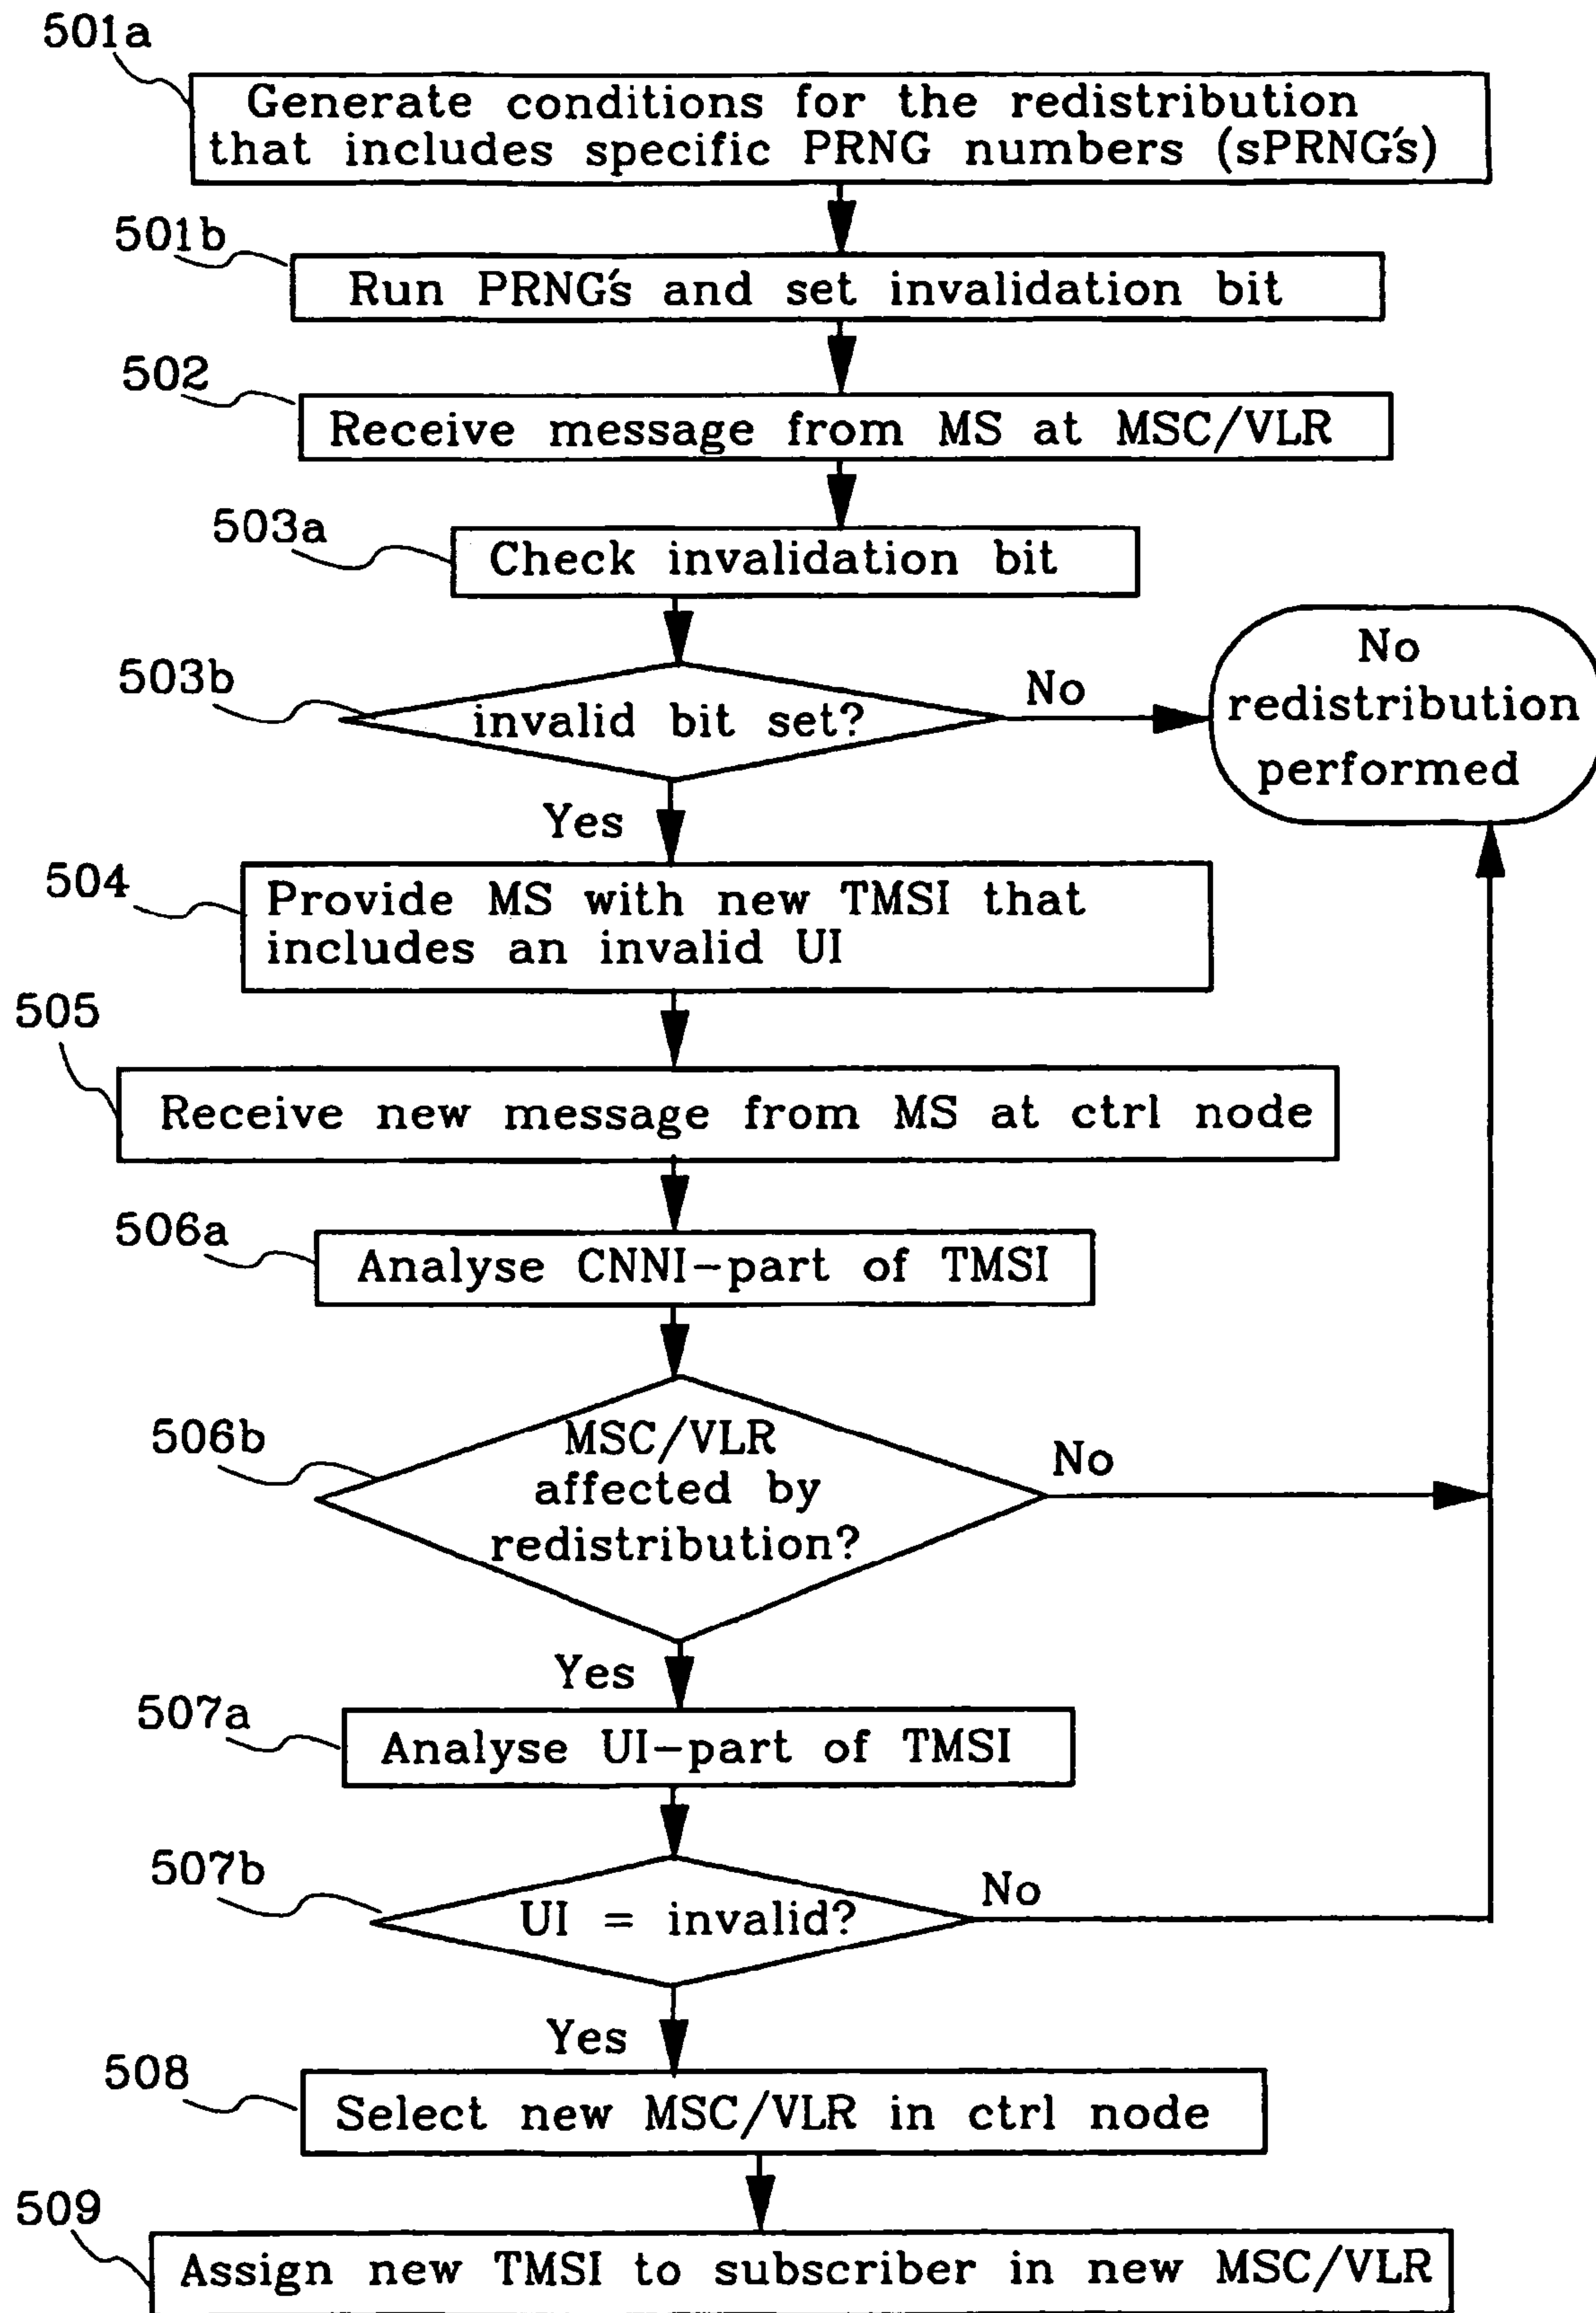 501a
Generate conditions for the redistribution
that includes specific PRNG numbers (sPRNG's)
501b
Run PRNG's and set invalidation bit
502
Receive message from MS at MSC/VLR
503a
Check invalidation bit
503b
invalid bit set?
No
No
redistribution
performed
Yes
504
Provide MS with new TMSI that
includes an invalid UI
505
Receive new message from MS at ctrl node
506a
Analyse CNNI-part of TMSI
506b
MSC/VLR
affected by
redistribution?
No
Yes
507a
Analyse UI-part of TMSI
507b
UI = invalid?
No
Yes
508
Select new MSC/VLR in ctrl node
509
Assign new TMSI to subscriber in new MSC/VLR